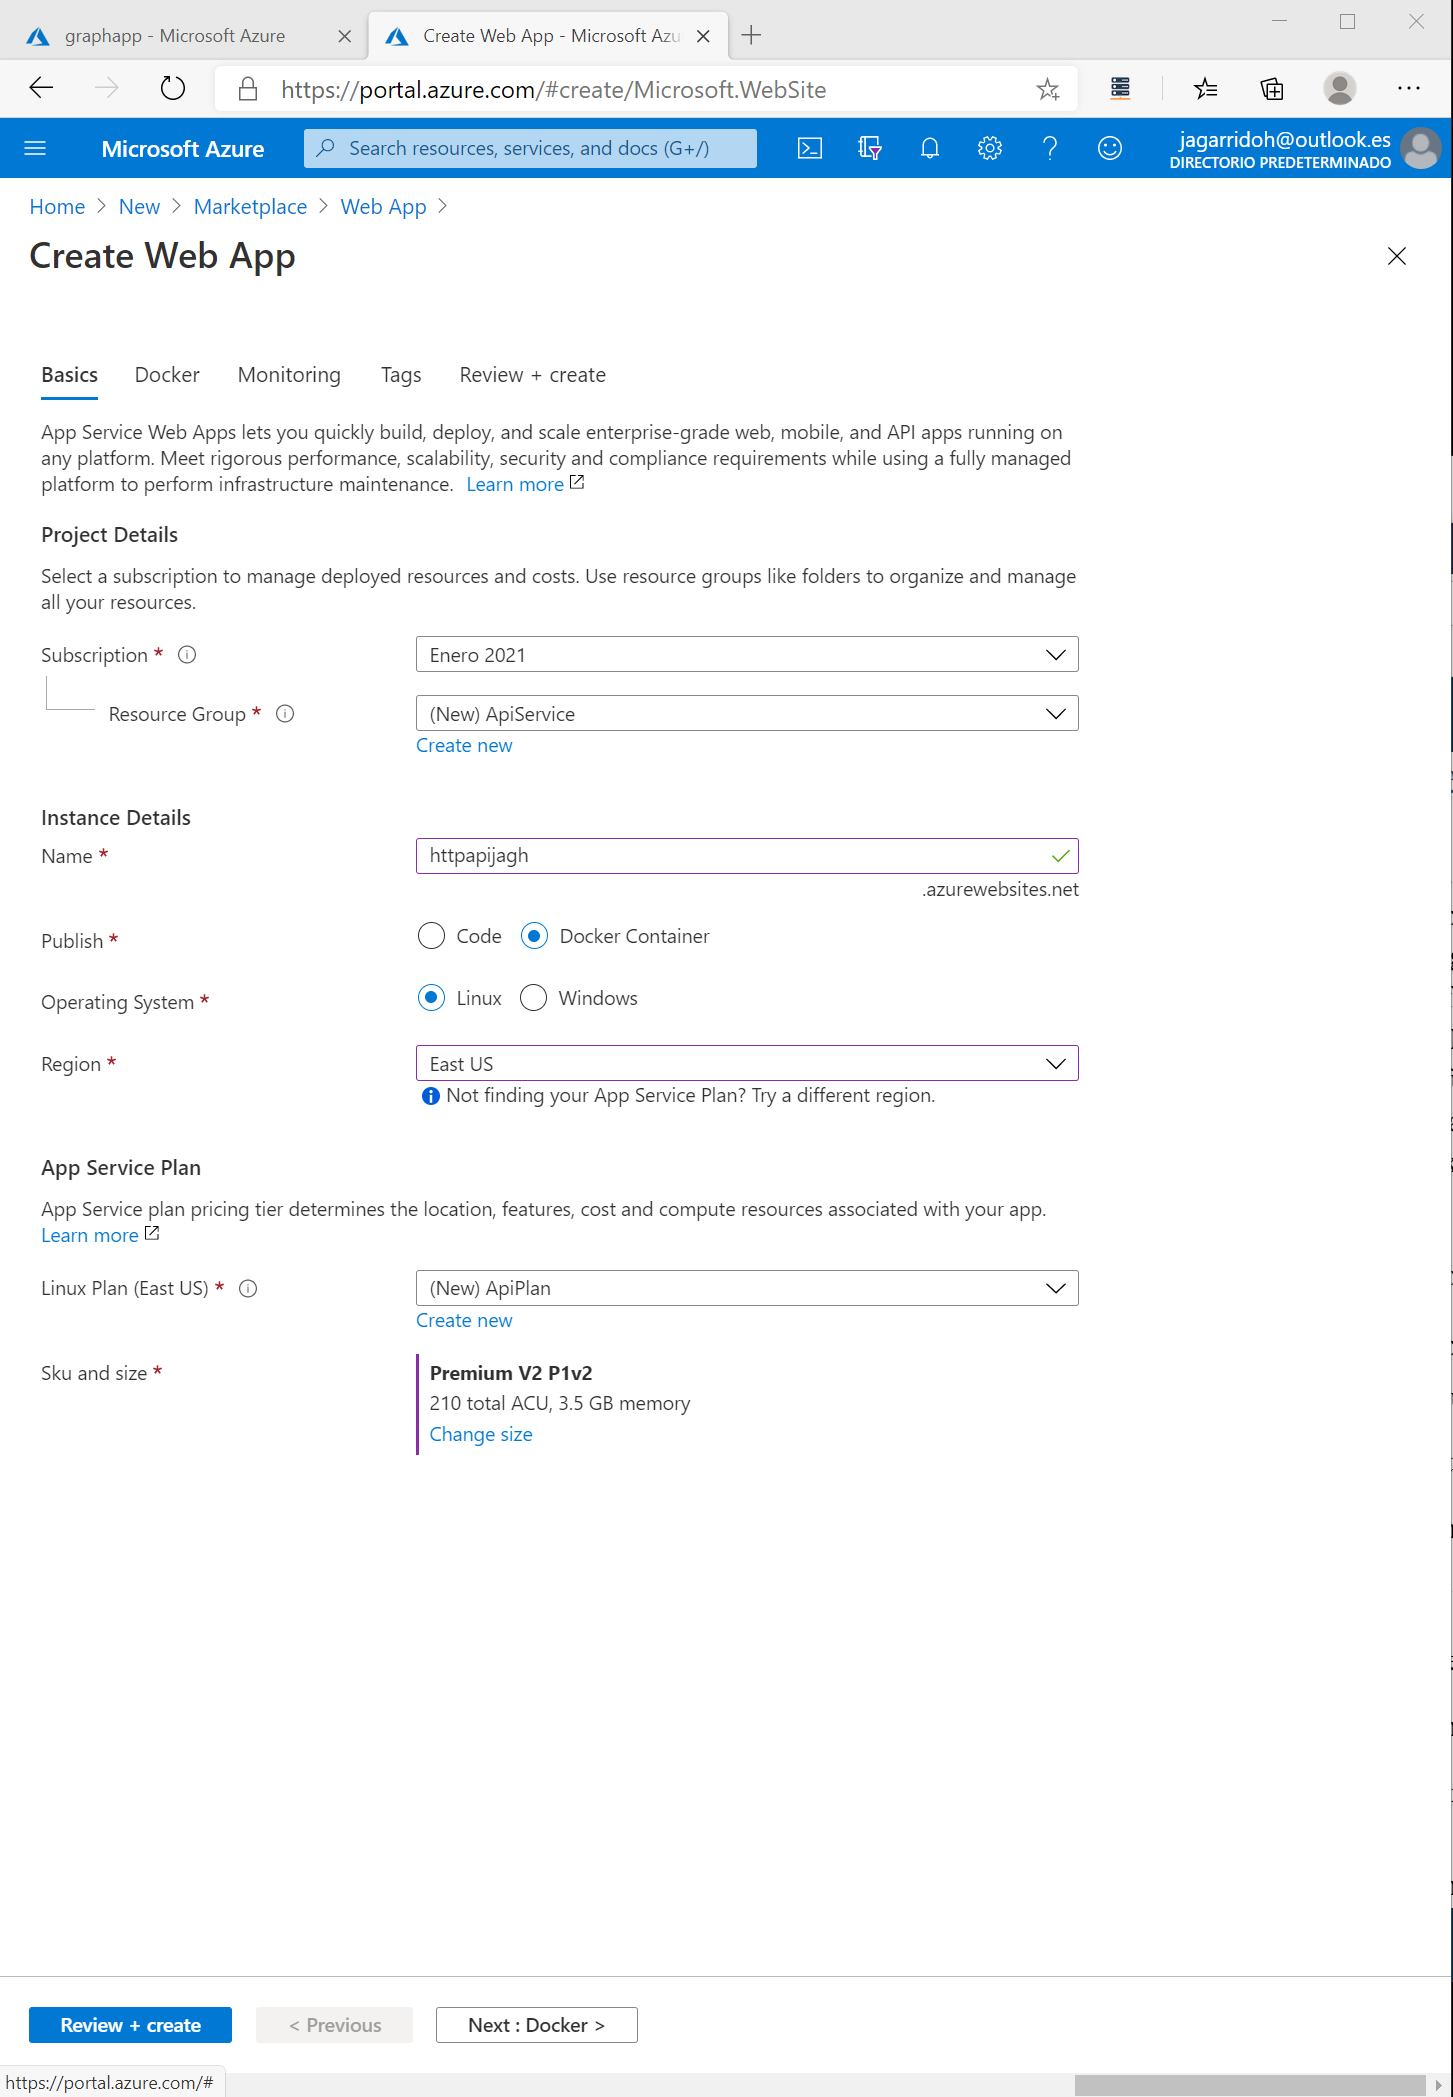 graphapp - Microsoft Azure
Create Web App - Microsoft Azu
https://portal.azure.com/#create/Microsoft.WebSite
Microsoft Azure
Search resources, services, and docs (G+/)
jagarridoh@outlook.es
DIRECTORIO PREDETERMINADO
Home > New > Marketplace > Web App >
Create Web App
Basics Docker Monitoring Tags Review + create
App Service Web Apps lets you quickly build, deploy, and scale enterprise-grade web, mobile, and API apps running on
any platform. Meet rigorous performance, scalability, security and compliance requirements while using a fully managed
platform to perform infrastructure maintenance. Learn more
Project Details
Select a subscription to manage deployed resources and costs. Use resource groups like folders to organize and manage
all your resources.
Subscription * Enero 2021
Resource Group * (New) ApiService
Create new
Instance Details
Name * httpapijagh
.azurewebsites.net
Publish * Code Docker Container
Operating System * Linux Windows
Region * East US
Not finding your App Service Plan? Try a different region.
App Service Plan
App Service plan pricing tier determines the location, features, cost and compute resources associated with your app.
Learn more
Linux Plan (East US) * (New) ApiPlan
Create new
Sku and size * Premium V2 P1v2
210 total ACU, 3.5 GB memory
Change size
Review + create < Previous Next : Docker >
https://portal.azure.com/#